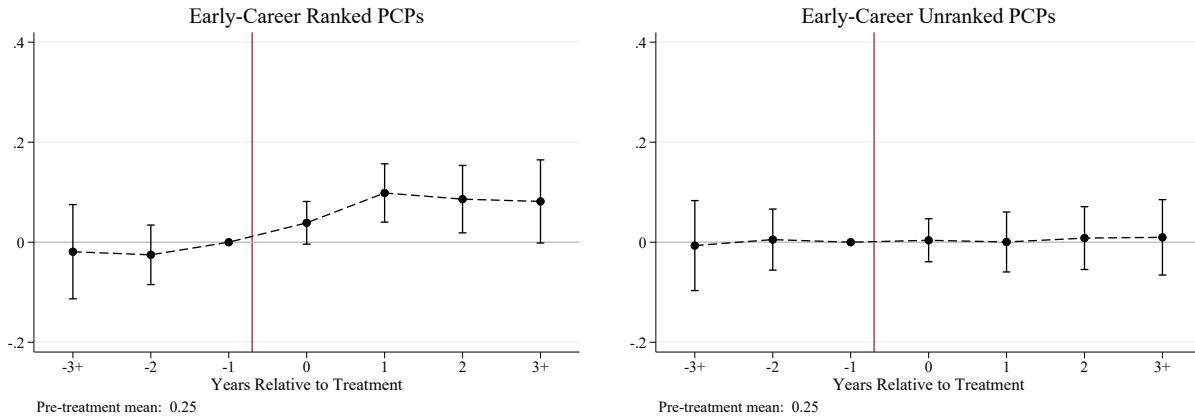 Early-Career Ranked PCPs
.4
.2
0
-.2
-3+ -2 -1 0 1 2 3+
Years Relative to Treatment
Pre-treatment mean: 0.25
Early-Career Unranked PCPs
.4
.2
0
-.2
-3+ -2 -1 0 1 2 3+
Years Relative to Treatment
Pre-treatment mean: 0.25